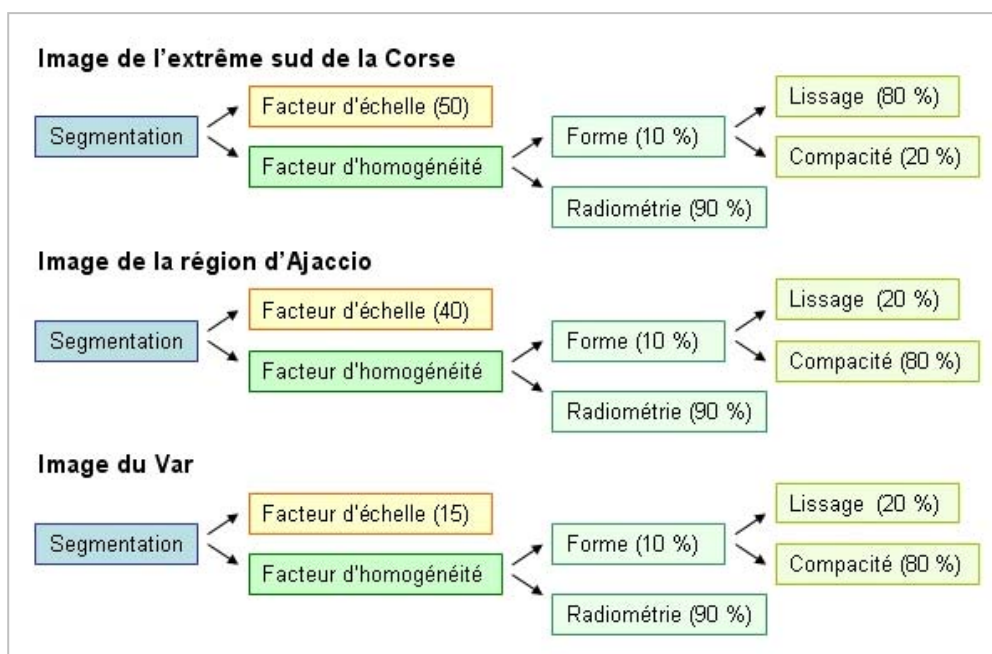 Image de l'extrême sud de la Corse
Segmentation
Facteur d'échelle (50)
Facteur d'homogénéité
Forme (10 %)
Radiométrie (90 %)
Lissage (80 %)
Compacité (20 %)
Image de la région d'Ajaccio
Segmentation
Facteur d'échelle (40)
Facteur d'homogénéité
Forme (10 %)
Radiométrie (90 %)
Lissage (20 %)
Compacité (80 %)
Image du Var
Segmentation
Facteur d'échelle (15)
Facteur d'homogénéité
Forme (10 %)
Radiométrie (90 %)
Lissage (20 %)
Compacité (80 %)